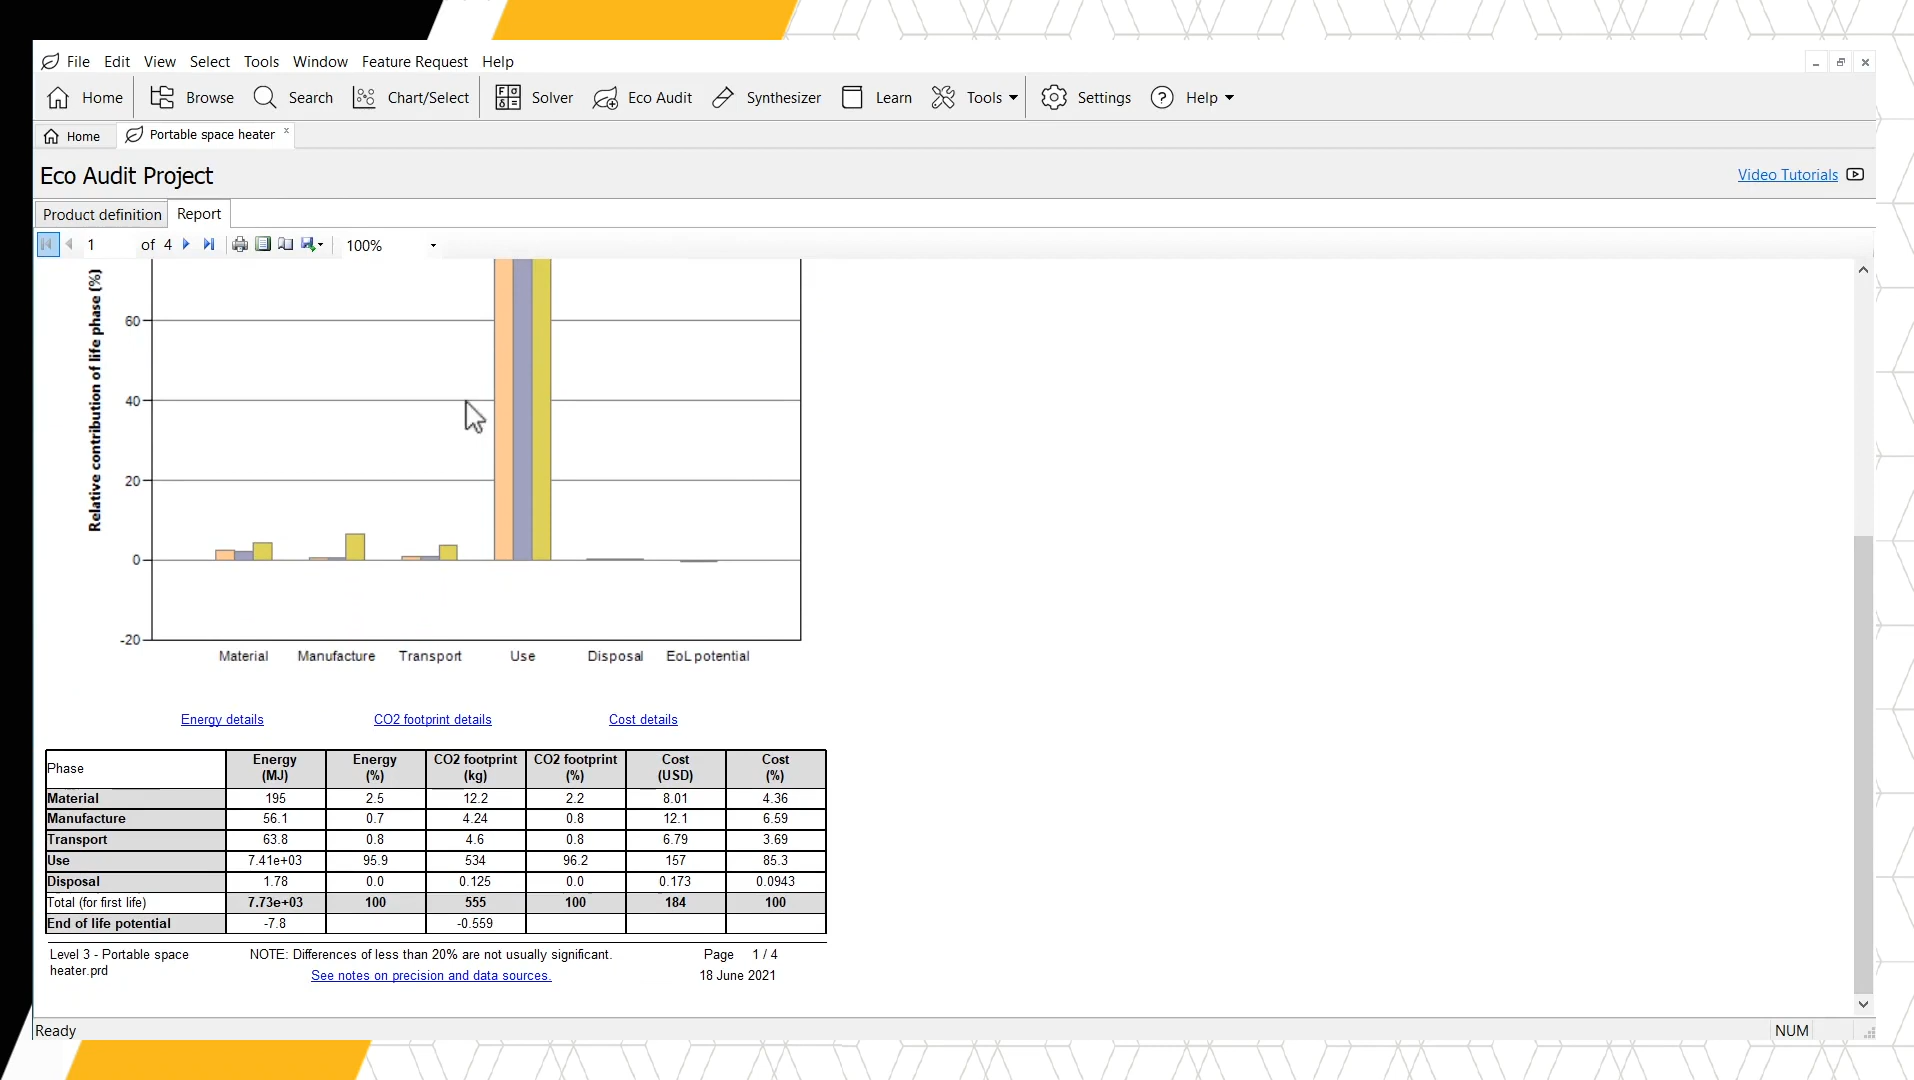 File Edit View Select Tools Window Feature Request Help
Home Browse Search Chart/Select Solver Eco Audit Synthesizer Learn Tools Settings Help
Home Portable space heater
Eco Audit Project
Video Tutorials
Product definition Report
1 of 4 100%
Relative contribution of life phase (%)
60
40
20
0
-20
Material Manufacture Transport Use Disposal EoL potential
Energy details CO2 footprint details Cost details
Phase Energy (MJ) Energy (%) CO2 footprint (kg) CO2 footprint (%) Cost (USD) Cost (%)
Material 195 2.5 12.2 2.2 8.01 4.36
Manufacture 56.1 0.7 4.24 0.8 12.1 6.59
Transport 63.8 0.8 4.6 0.8 6.79 3.69
Use 7.41e+03 95.9 534 96.2 157 85.3
Disposal 1.78 0.0 0.125 0.0 0.173 0.0943
Total (for first life) 7.73e+03 100 555 100 184 100
End of life potential -7.8 -0.559
Level 3 - Portable space heater.prd
NOTE: Differences of less than 20% are not usually significant.
See notes on precision and data sources.
Page 1 / 4
18 June 2021
Ready NUM